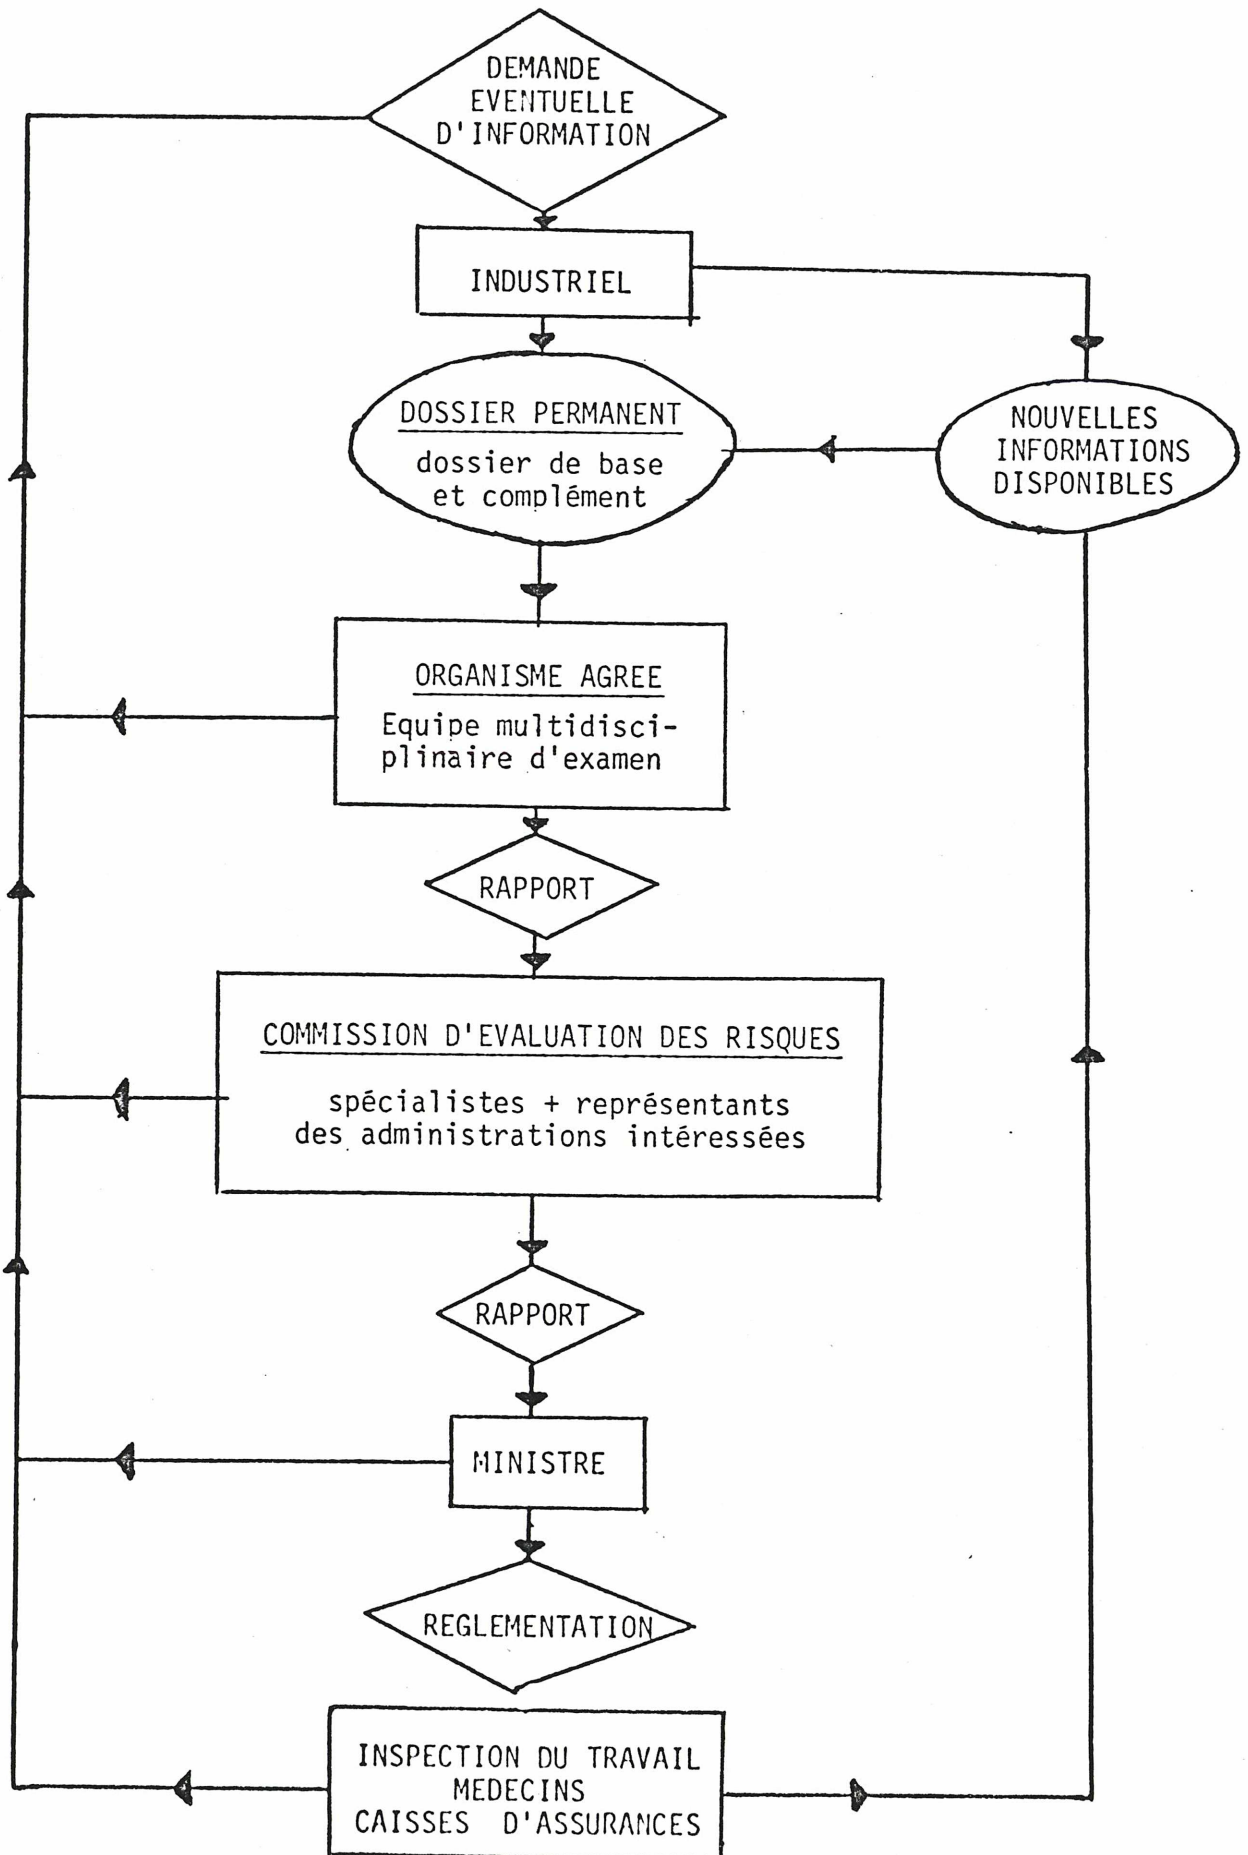 DEMANDE
EVENTUELLE
D'INFORMATION
INDUSTRIEL
DOSSIER PERMANENT
dossier de base
et complément
NOUVELLES
INFORMATIONS
DISPONIBLES
ORGANISME AGREE
Equipe multidisci-
plinaire d'examen
RAPPORT
COMMISSION D'EVALUATION DES RISQUES
spécialistes + représentants
des administrations intéressées
RAPPORT
MINISTRE
REGLEMENTATION
INSPECTION DU TRAVAIL
MEDECINS
CAISSES D'ASSURANCES